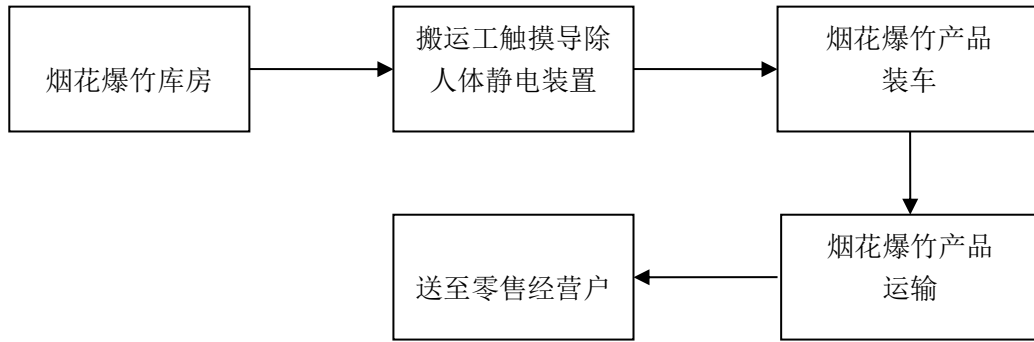 烟花爆竹库房
搬运工触摸导除
人体静电装置
烟花爆竹产品
装车
烟花爆竹产品
运输
送至零售经营户